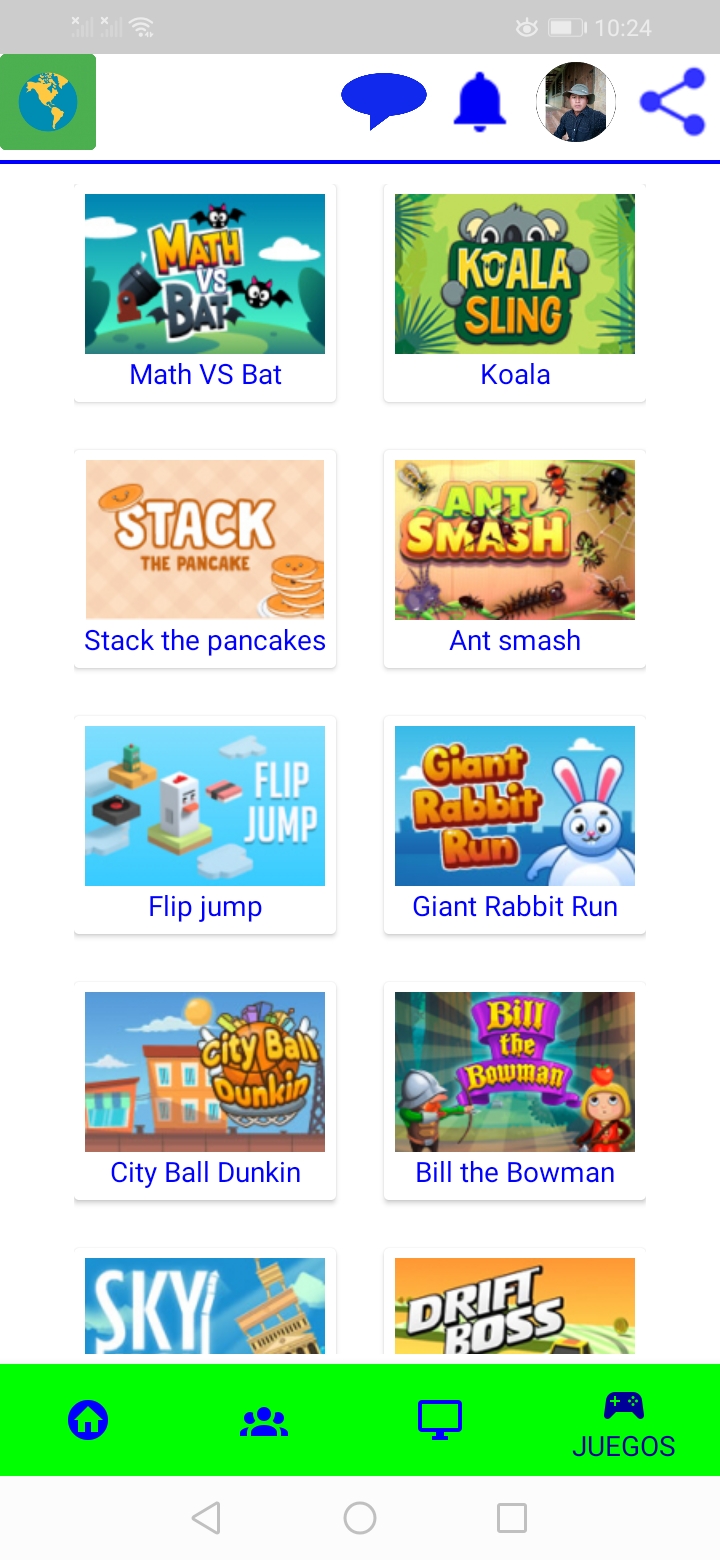 10:24
MATH
VS
BAT
Math VS Bat
KOALA
SLING
Koala
STACK
THE PANCAKE
Stack the pancakes
ANT
SMASH
Ant smash
FLIP
JUMP
Flip jump
Giant
Rabbit
Run
Giant Rabbit Run
City Ball
Dunkin
City Ball Dunkin
Bill
the
Bowman
Bill the Bowman
SKY
DRIFT
BOSS
JUEGOS